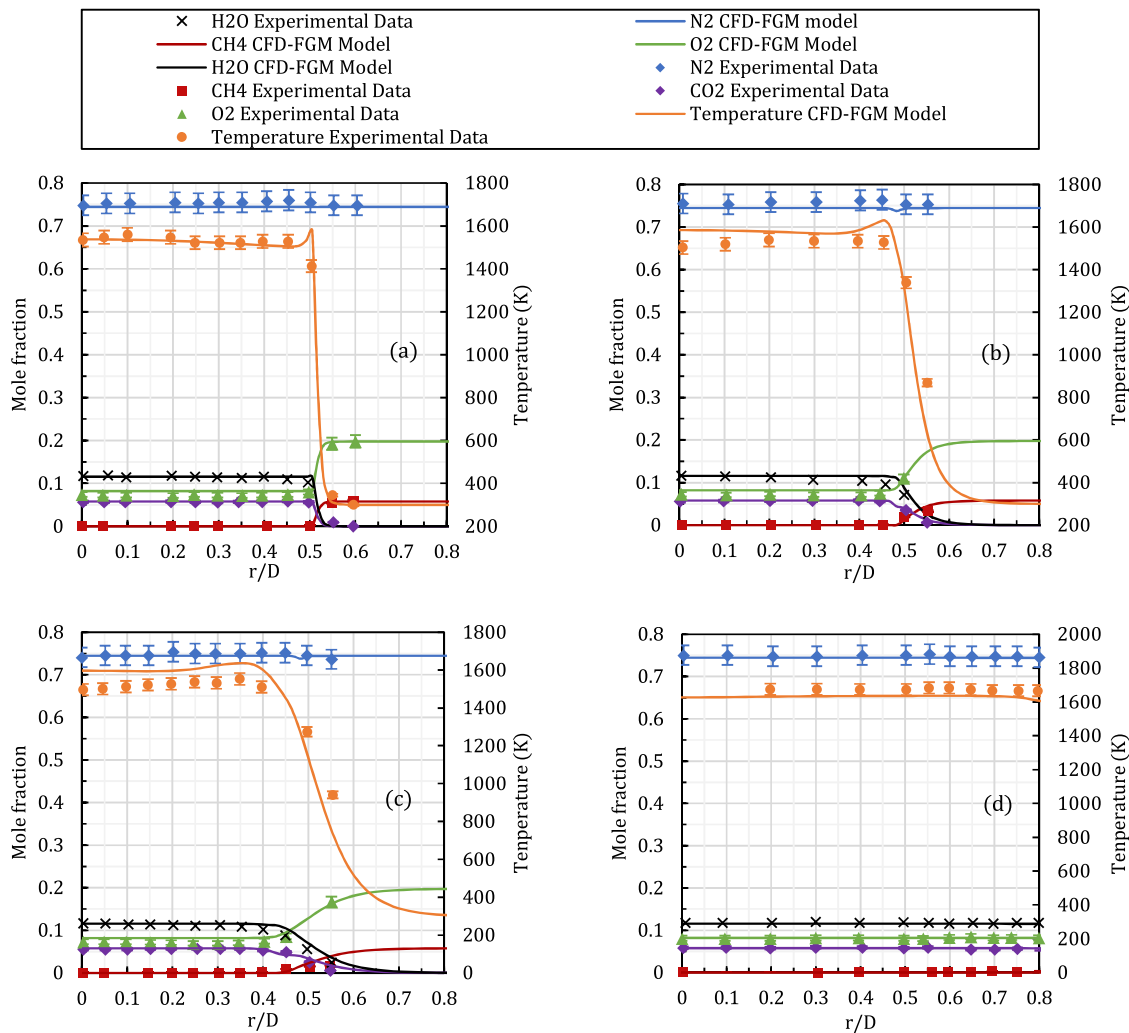 H2O Experimental Data N2 CFD-FGM model
CH4 CFD-FGM Model O2 CFD-FGM Model
H2O CFD-FGM Model N2 Experimental Data
CH4 Experimental Data CO2 Experimental Data
O2 Experimental Data Temperature CFD-FGM Model
Temperature Experimental Data
Mole fraction
0.8
0.7
0.6
0.5
0.4
0.3
0.2
0.1
0
(a)
1800
1600
1400
1200
1000
800
600
400
200
Tenperature (K)
0 0.1 0.2 0.3 0.4 0.5 0.6 0.7 0.8
r/D
Mole fraction
0.8
0.7
0.6
0.5
0.4
0.3
0.2
0.1
0
(b)
1800
1600
1400
1200
1000
800
600
400
200
Tenperature (K)
0 0.1 0.2 0.3 0.4 0.5 0.6 0.7 0.8
r/D
Mole fraction
0.8
0.7
0.6
0.5
0.4
0.3
0.2
0.1
0
(c)
1800
1600
1400
1200
1000
800
600
400
200
0
Tenperature (K)
0 0.1 0.2 0.3 0.4 0.5 0.6 0.7 0.8
r/D
Mole fraction
0.8
0.7
0.6
0.5
0.4
0.3
0.2
0.1
0
(d)
2000
1800
1600
1400
1200
1000
800
600
400
200
0
Tenperature (K)
0 0.1 0.2 0.3 0.4 0.5 0.6 0.7 0.8
r/D